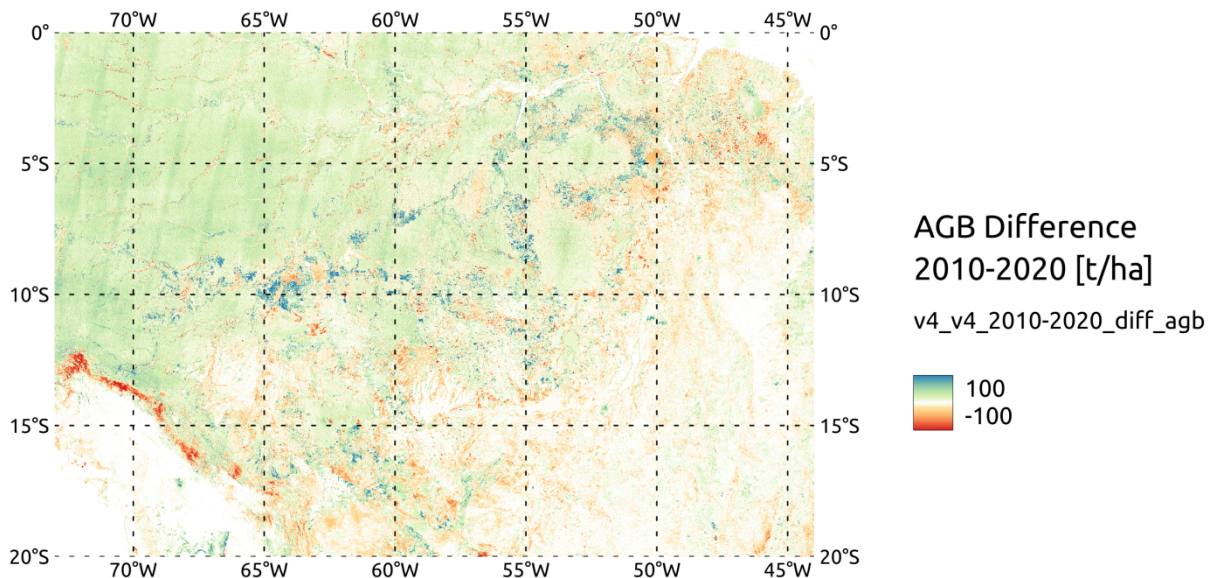 70°W 65°W 60°W 55°W 50°W 45°W
0° 0°
5°S 5°S
10°S 10°S
15°S 15°S
20°S 20°S
70°W 65°W 60°W 55°W 50°W 45°W
AGB Difference
2010-2020 [t/ha]
v4_v4_2010-2020_diff_agb
100
-100